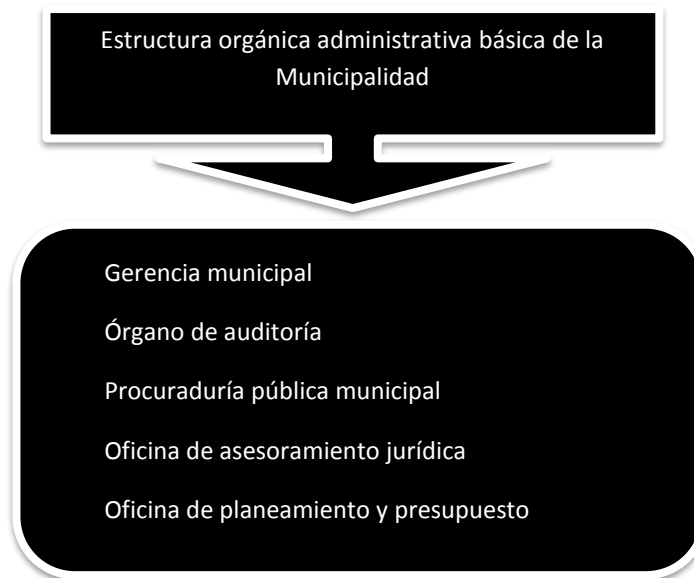 Estructura orgánica administrativa básica de la
Municipalidad
Gerencia municipal
Órgano de auditoría
Procuraduría pública municipal
Oficina de asesoramiento jurídica
Oficina de planeamiento y presupuesto